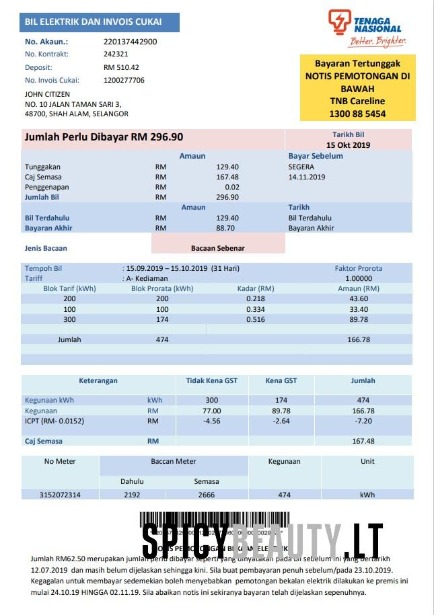 BIL ELEKTRIK DAN INVOIS CUKAI
TENAGA
NASIONAL
Better. Brighter.
No. Akaun.: 220137442900
No. Kontrak: 242321
Deposit: RM 510.42
No. Invois Cukai: 1200277706
JOHN CITIZEN
NO. 10 JALAN TAMAN SARI 3,
48700, SHAH ALAM, SELANGOR
Bayaran Tertunggak
NOTIS PEMOTONGAN DI
BAWAH
TNB Careline
1300 88 5454
Jumlah Perlu Dibayar RM 296.90
Tarikh Bil
15 Okt 2019
Amaun Bayar Sebelum
Tunggakan RM 129.40 SEGERA
Caj Semasa RM 167.48 14.11.2019
Penggenapan RM 0.02
Jumlah Bil RM 296.90
Amaun Tarikh
Bil Terdahulu RM 129.40 Bil Terdahulu
Bayaran Akhir RM 88.70 Bayaran Akhir
Jenis Bacaan Bacaan Sebenar
Tempoh Bil : 15.09.2019 – 15.10.2019 (31 Hari) Faktor Prorota
Tariff : A- Kediaman 1.00000
Blok Tarif (kWh) Blok Prorata (kWh) Kadar (RM) Amaun (RM)
200 200 0.218 43.60
100 100 0.334 33.40
300 174 0.516 89.78
Jumlah 474 166.78
Keterangan Tidak Kena GST Kena GST Jumlah
Kegunaan kWh kWh 300 174 474
Kegunaan RM 77.00 89.78 166.78
ICPT (RM- 0.0152) RM -4.56 -2.64 -7.20
Caj Semasa RM 167.48
No Meter Baccan Meter Kegunaan Unit
Dahulu Semasa
3152072314 2192 2666 474 kWh
SPICYBEAUTY.LT
Jumlah RM62.50 merupakan jumlah perlu dibayar seperti yang dinyatakan pada bil sebelum ini yang bertarikh
12.07.2019 dan masih belum dijelaskan sehingga kini. Sila buat pembayaran penuh sebelum/pada 23.10.2019.
Kegagalan untuk membayar sedemekian boleh menyebabkan pemotongan bekalan elektrik dilakukan ke premis ini
mulai 24.10.19 HINGGA 02.11.19. Sila abaikan notis ini sekiranya bayaran telah dijelaskan.